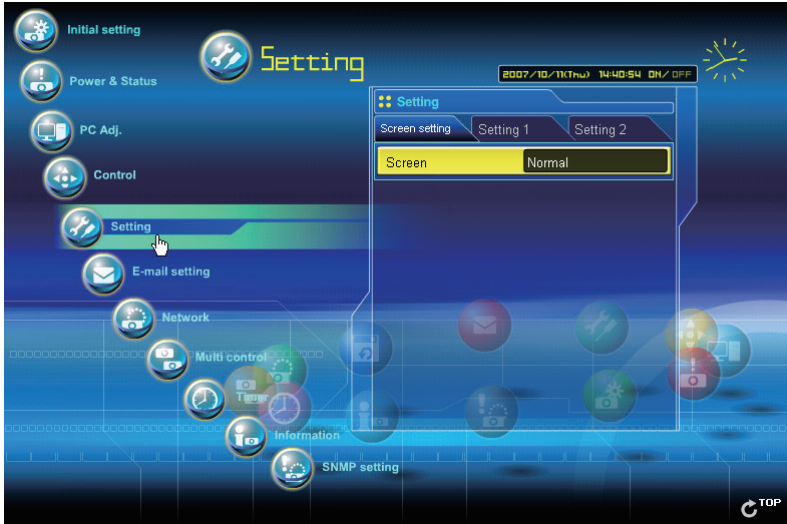 Initial setting
Power & Status
PC Adj.
Control
Setting
E-mail setting
Network
Multi control
Timer
Information
SNMP setting
Setting
2007/10/11(Thu) 14:40:54 ON/OFF
Setting
Screen setting
Setting 1
Setting 2
Screen
Normal
TOP